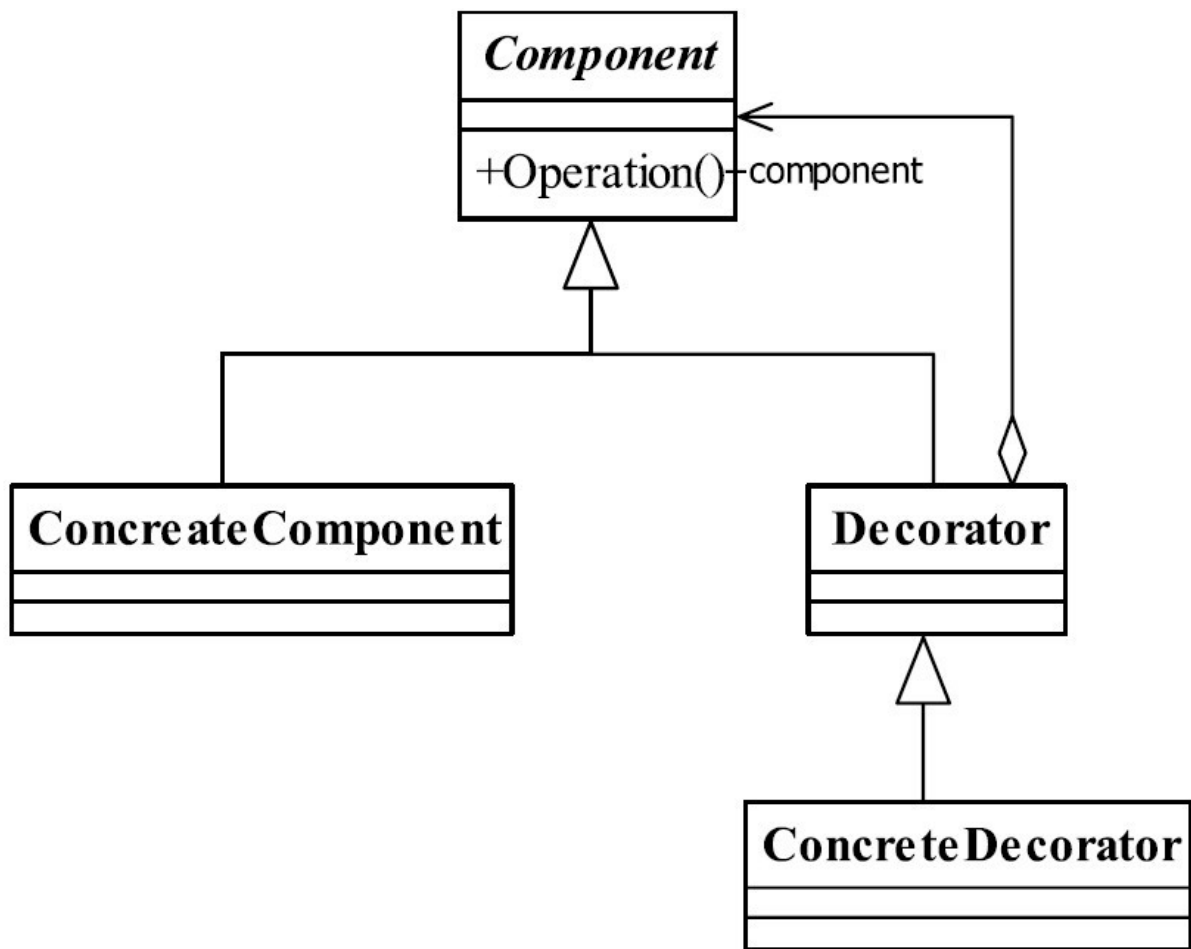 Component
+Operation()
+component
ConcreateComponent
Decorator
ConcreteDecorator